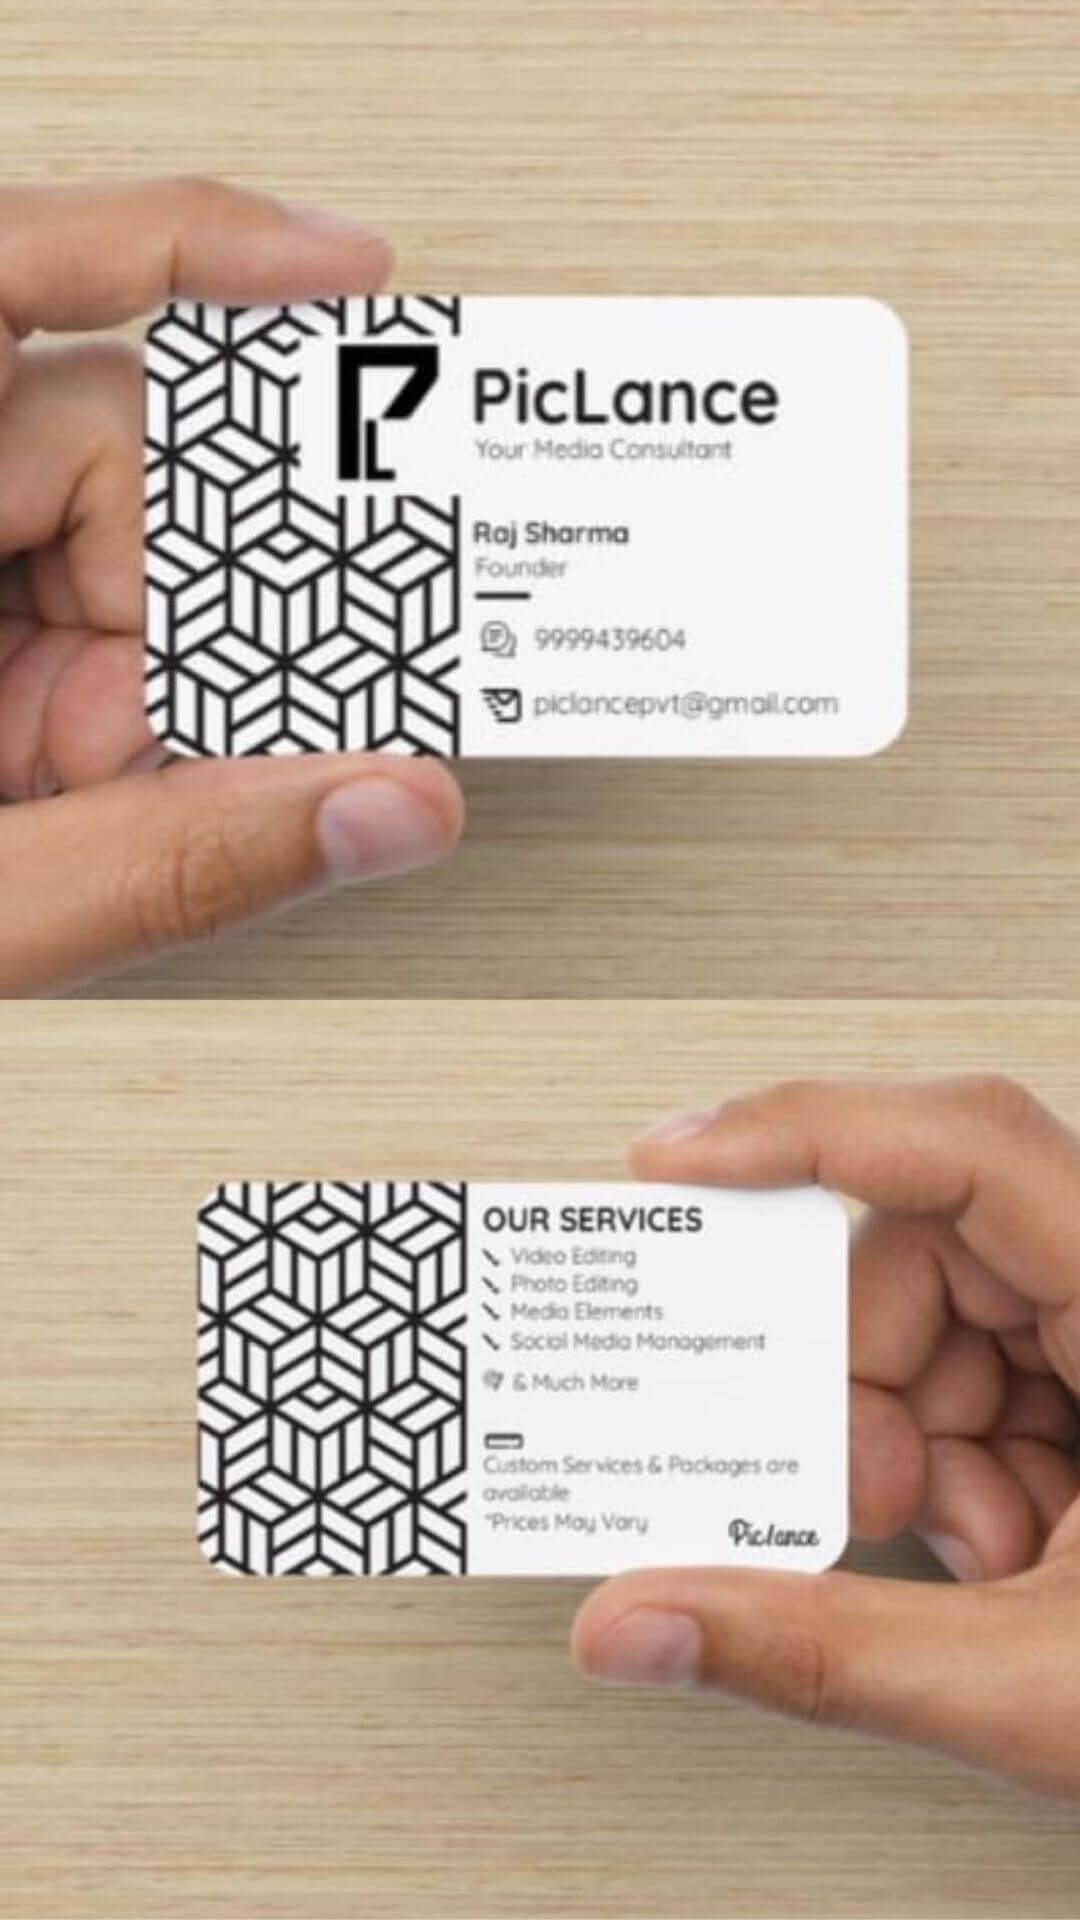 PL
PicLance
Your Media Consultant
Raj Sharma
Founder
9999439604
piclancepvt@gmail.com
OUR SERVICES
Video Editing
Photo Editing
Media Elements
Social Media Management
& Much More
Custom Services & Packages are
available
*Prices May Vary
Piclance